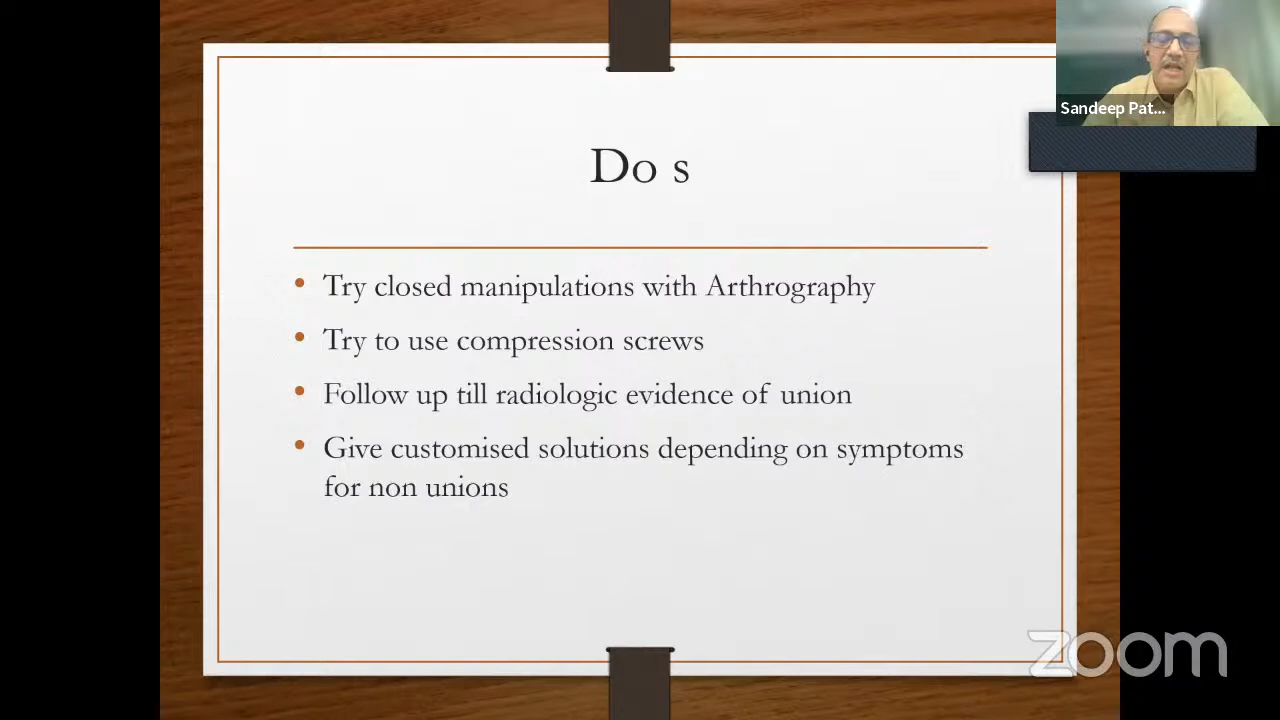 Sandeep Pat...
Do s
• Try closed manipulations with Arthrography
• Try to use compression screws
• Follow up till radiologic evidence of union
• Give customised solutions depending on symptoms
for non unions
zoom